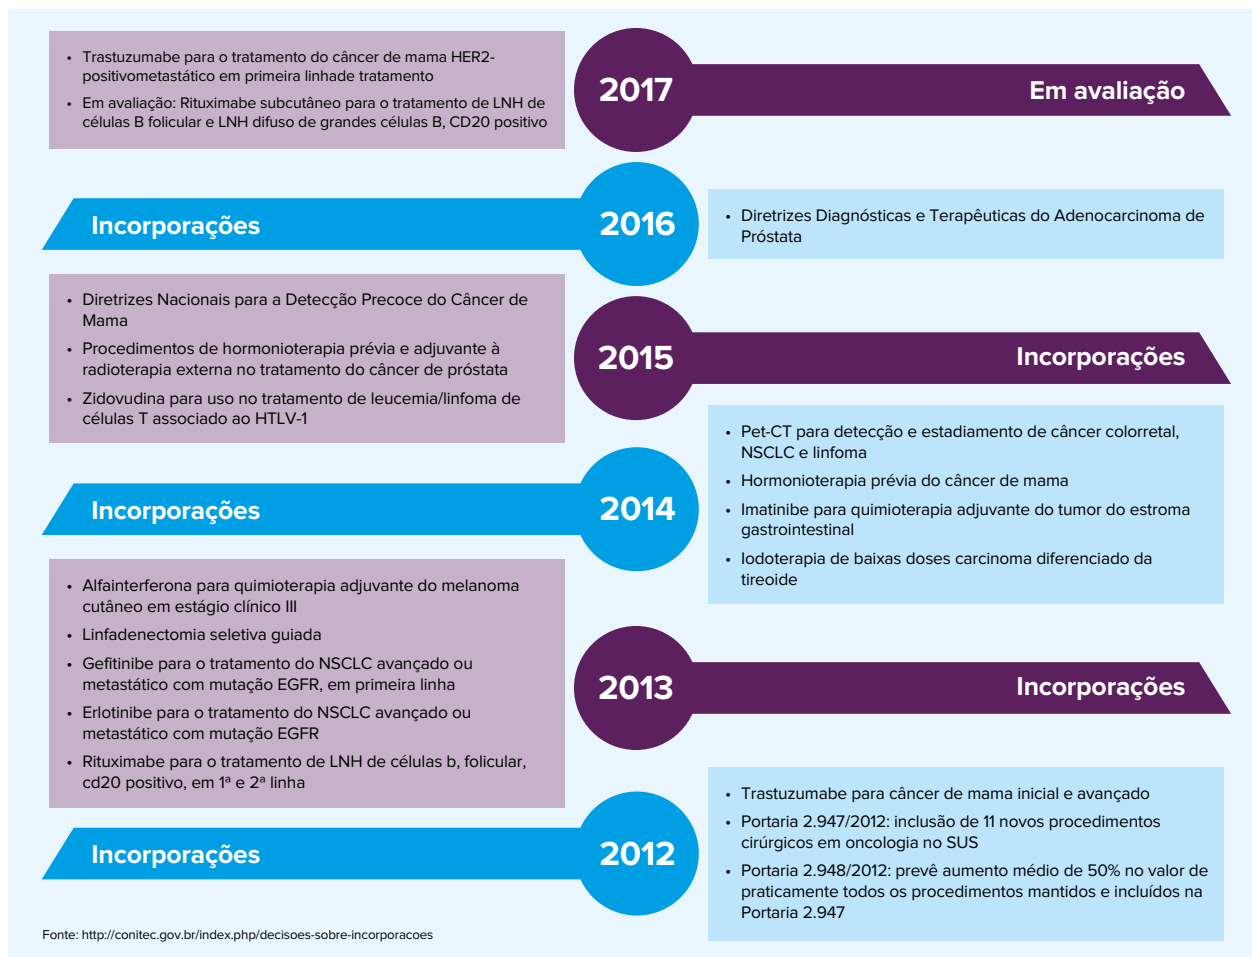 • Trastuzumabe para o tratamento do câncer de mama HER2-
positivometastático em primeira linhade tratamento
• Em avaliação: Rituximabe subcutâneo para o tratamento de LNH de
células B folicular e LNH difuso de grandes células B, CD20 positivo
2017
Em avaliação
Incorporações
2016
• Diretrizes Diagnósticas e Terapêuticas do Adenocarcinoma de
Próstata
• Diretrizes Nacionais para a Detecção Precoce do Câncer de
Mama
• Procedimentos de hormonioterapia prévia e adjuvante à
radioterapia externa no tratamento do câncer de próstata
• Zidovudina para uso no tratamento de leucemia/linfoma de
células T associado ao HTLV-1
2015
Incorporações
Incorporações
2014
• Pet-CT para detecção e estadiamento de câncer colorretal,
NSCLC e linfoma
• Hormonioterapia prévia do câncer de mama
• Imatinibe para quimioterapia adjuvante do tumor do estroma
gastrointestinal
• Iodoterapia de baixas doses carcinoma diferenciado da
tireoide
• Alfainterferona para quimioterapia adjuvante do melanoma
cutâneo em estágio clínico III
• Linfadenectomia seletiva guiada
• Gefitinibe para o tratamento do NSCLC avançado ou
metastático com mutação EGFR, em primeira linha
• Erlotinibe para o tratamento do NSCLC avançado ou
metastático com mutação EGFR
• Rituximabe para o tratamento de LNH de células b, folicular,
cd20 positivo, em 1ª e 2ª linha
2013
Incorporações
Incorporações
2012
• Trastuzumabe para câncer de mama inicial e avançado
• Portaria 2.947/2012: inclusão de 11 novos procedimentos
cirúrgicos em oncologia no SUS
• Portaria 2.948/2012: prevê aumento médio de 50% no valor de
praticamente todos os procedimentos mantidos e incluídos na
Portaria 2.947
Fonte: http://conitec.gov.br/index.php/decisoes-sobre-incorporacoes